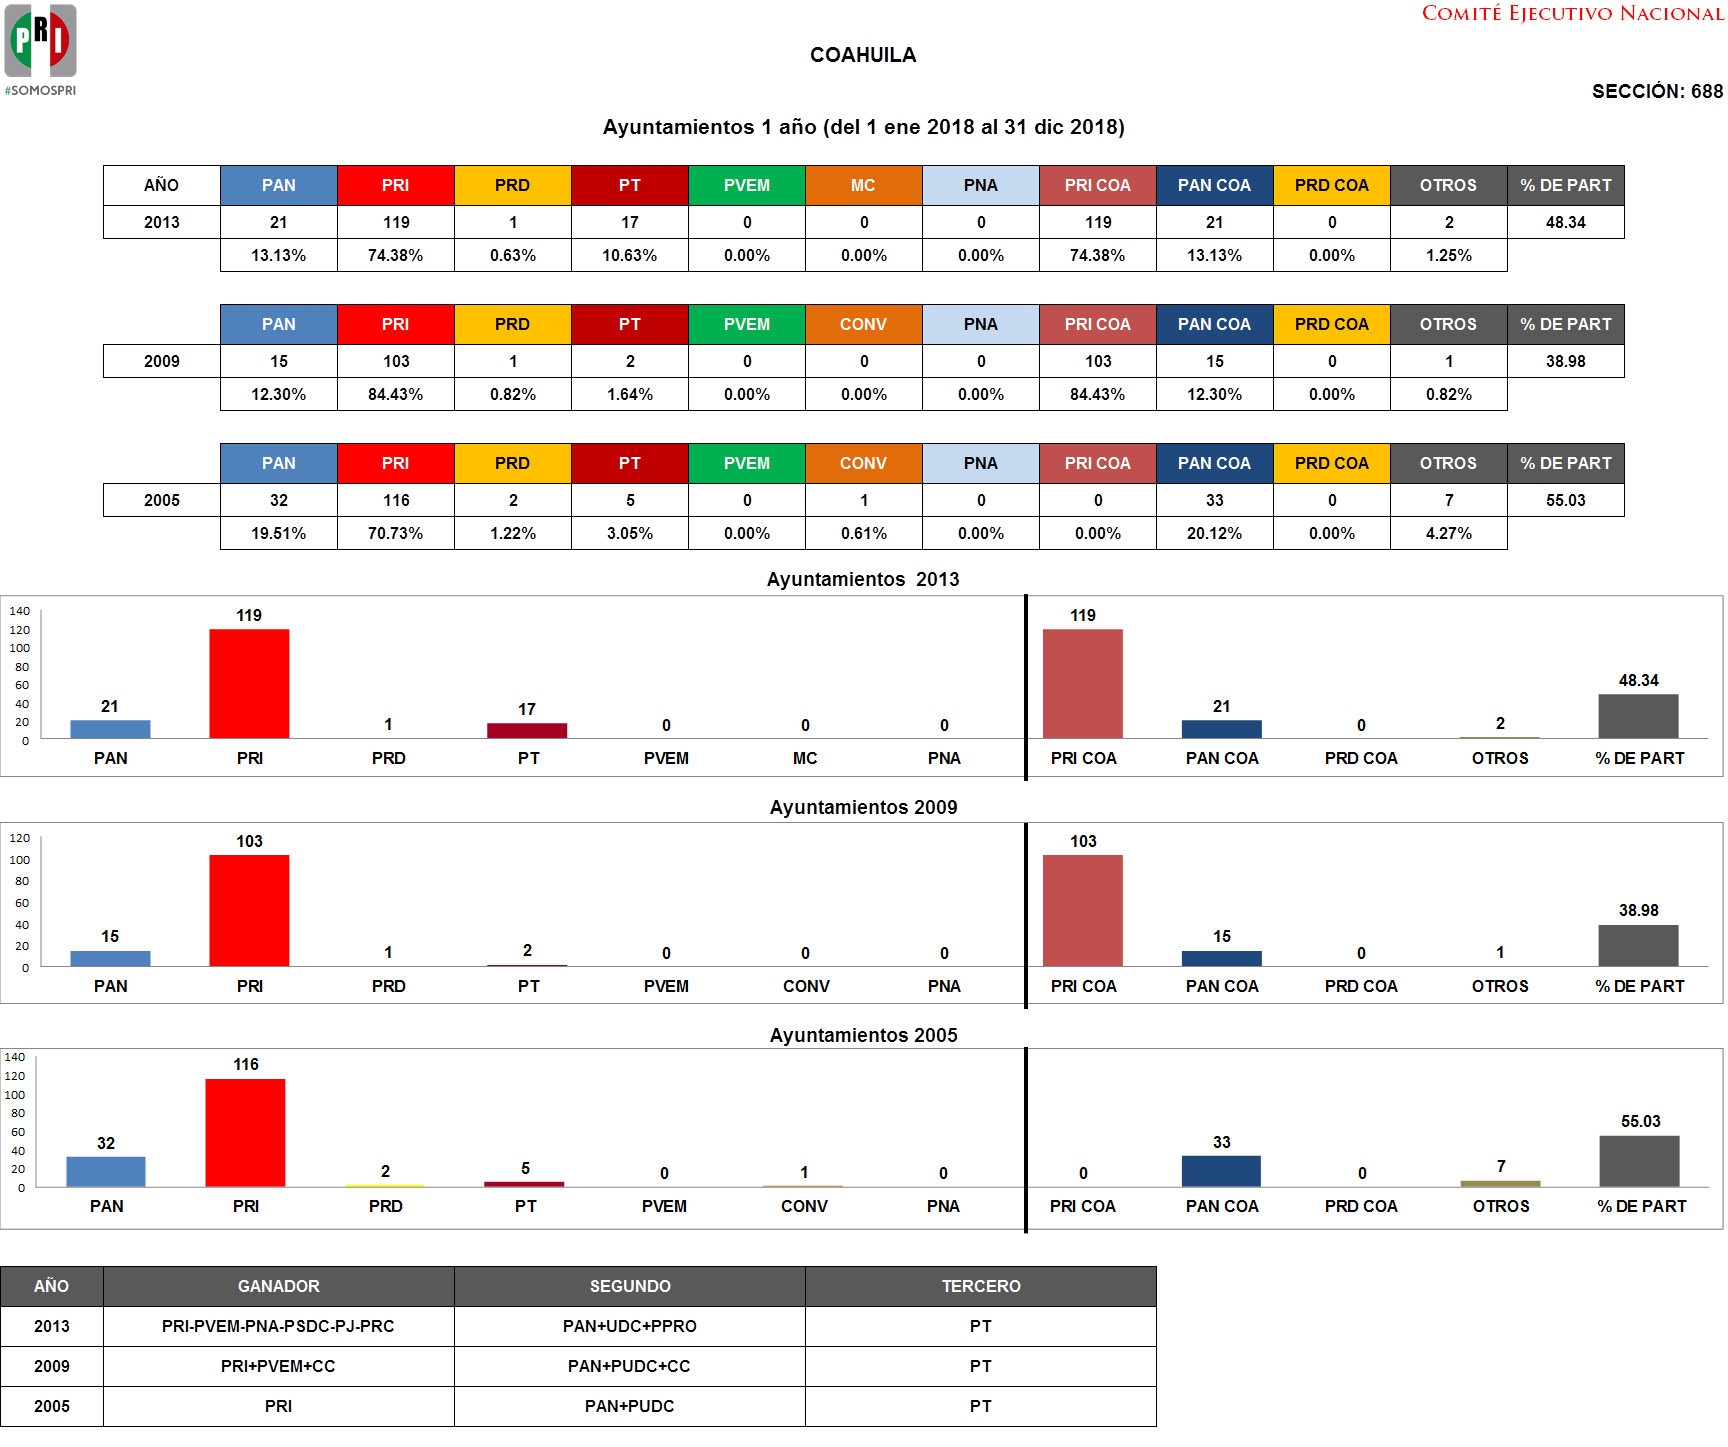 PRI
#SOMOSPRI
COMITÉ EJECUTIVO NACIONAL
COAHUILA
SECCIÓN: 688
Ayuntamientos 1 año (del 1 ene 2018 al 31 dic 2018)
AÑO PAN PRI PRD PT PVEM MC PNA PRI COA PAN COA PRD COA OTROS % DE PART
2013 21 119 1 17 0 0 0 119 21 0 2 48.34
13.13% 74.38% 0.63% 10.63% 0.00% 0.00% 0.00% 74.38% 13.13% 0.00% 1.25%
PAN PRI PRD PT PVEM CONV PNA PRI COA PAN COA PRD COA OTROS % DE PART
2009 15 103 1 2 0 0 0 103 15 0 1 38.98
12.30% 84.43% 0.82% 1.64% 0.00% 0.00% 0.00% 84.43% 12.30% 0.00% 0.82%
PAN PRI PRD PT PVEM CONV PNA PRI COA PAN COA PRD COA OTROS % DE PART
2005 32 116 2 5 0 1 0 0 33 0 7 55.03
19.51% 70.73% 1.22% 3.05% 0.00% 0.61% 0.00% 0.00% 20.12% 0.00% 4.27%
Ayuntamientos 2013
140
120
100
80
60
40
20
0
21 119 1 17 0 0 0 119 21 0 2 48.34
PAN PRI PRD PT PVEM MC PNA PRI COA PAN COA PRD COA OTROS % DE PART
Ayuntamientos 2009
120
100
80
60
40
20
0
15 103 1 2 0 0 0 103 15 0 1 38.98
PAN PRI PRD PT PVEM CONV PNA PRI COA PAN COA PRD COA OTROS % DE PART
Ayuntamientos 2005
140
120
100
80
60
40
20
0
32 116 2 5 0 1 0 0 33 0 7 55.03
PAN PRI PRD PT PVEM CONV PNA PRI COA PAN COA PRD COA OTROS % DE PART
AÑO GANADOR SEGUNDO TERCERO
2013 PRI-PVEM-PNA-PSDC-PJ-PRC PAN+UDC+PPRO PT
2009 PRI+PVEM+CC PAN+PUDC+CC PT
2005 PRI PAN+PUDC PT